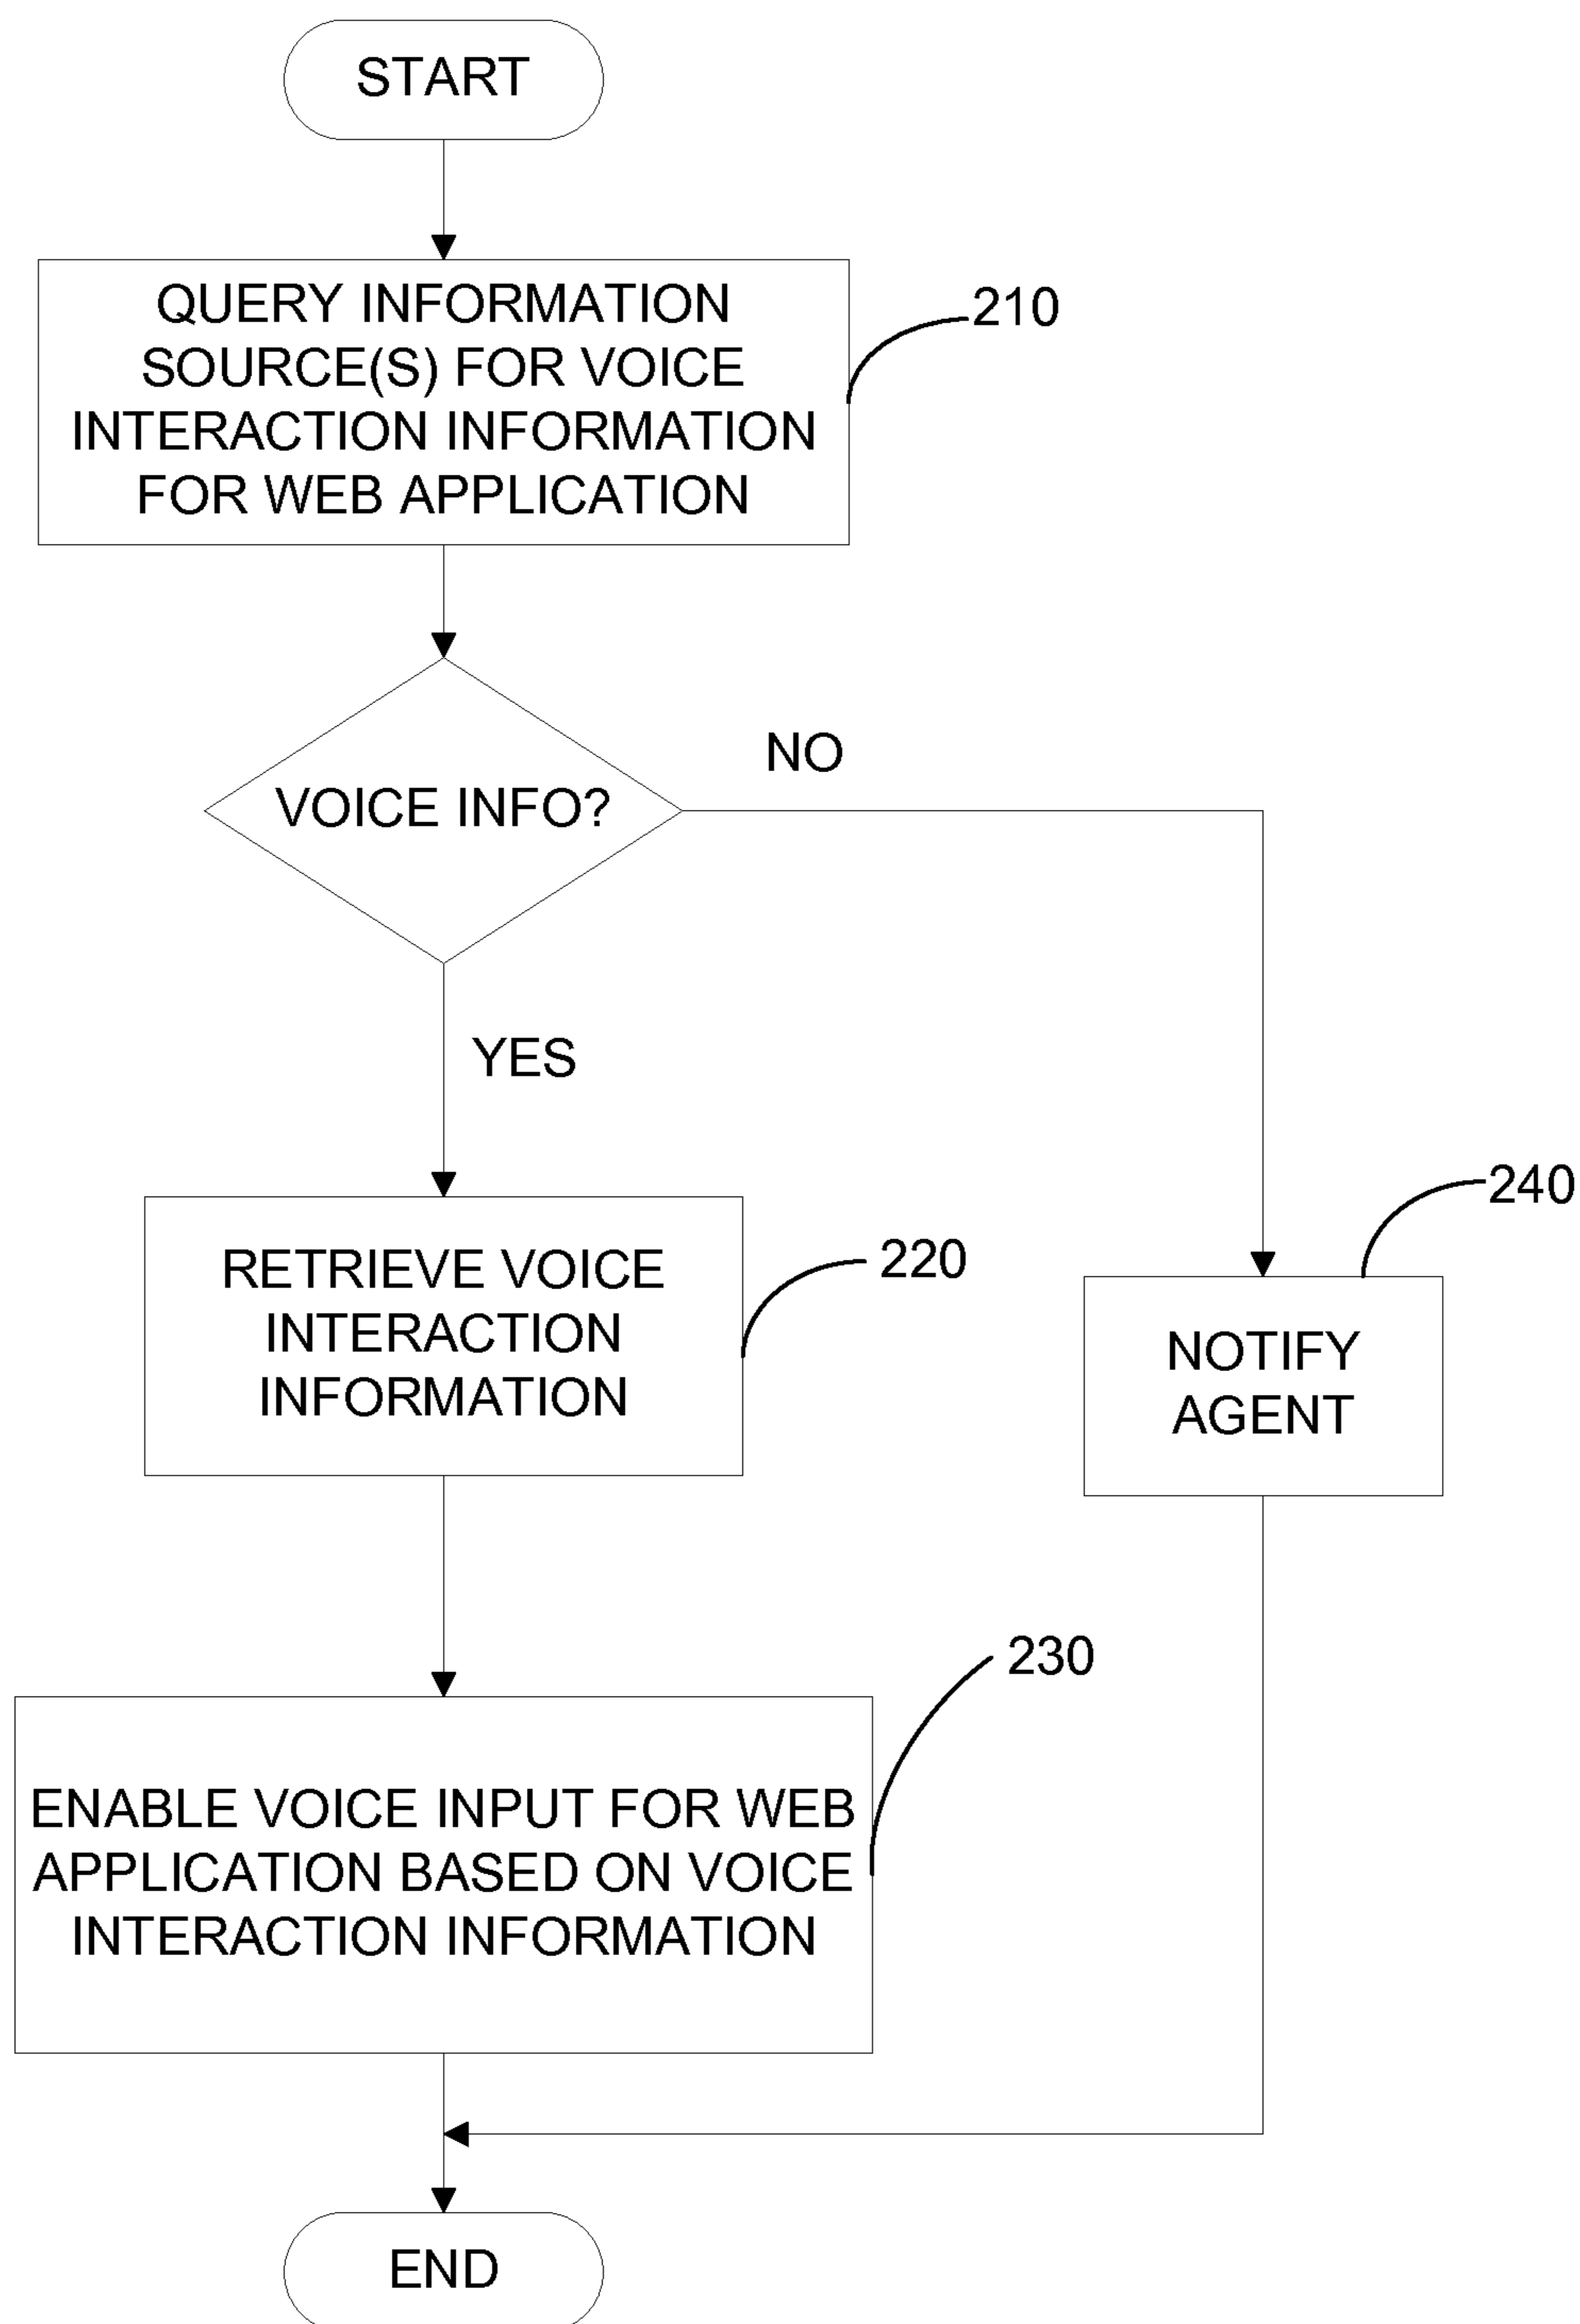 START
QUERY INFORMATION
SOURCE(S) FOR VOICE
INTERACTION INFORMATION
FOR WEB APPLICATION
210
VOICE INFO?
NO
YES
RETRIEVE VOICE
INTERACTION
INFORMATION
220
240
NOTIFY
AGENT
230
ENABLE VOICE INPUT FOR WEB
APPLICATION BASED ON VOICE
INTERACTION INFORMATION
END